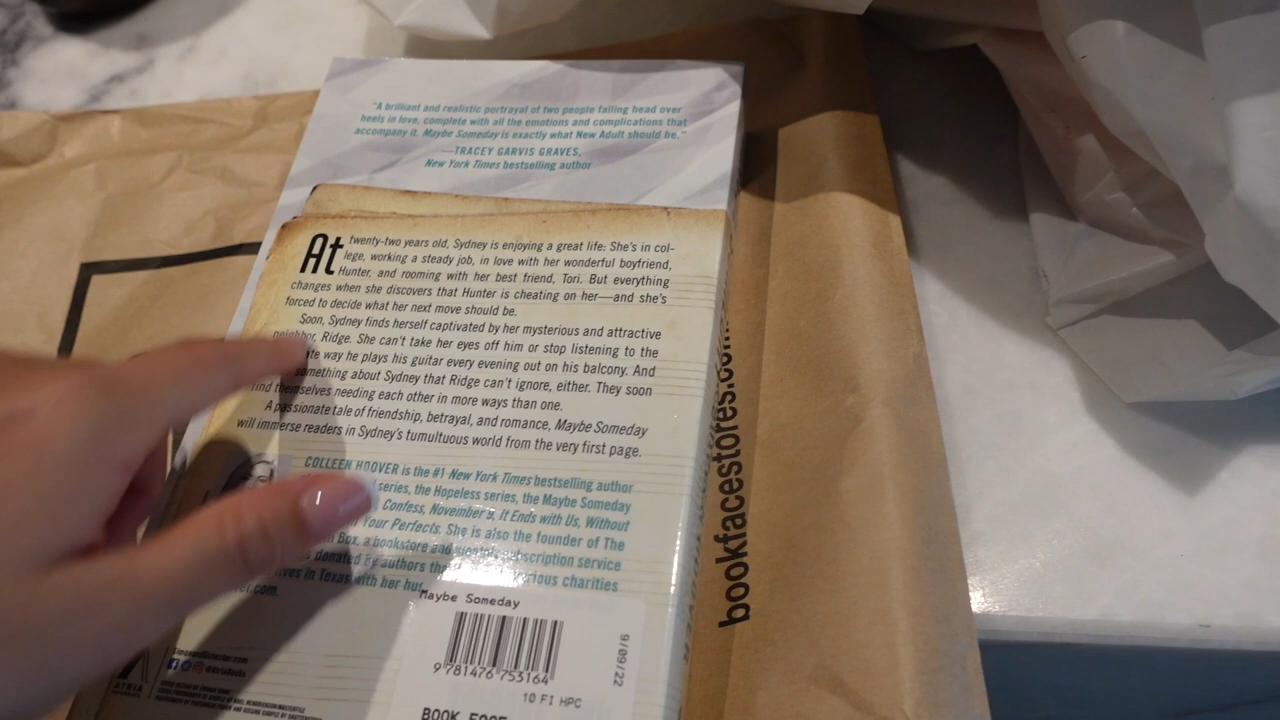 "A brilliant and realistic portrayal of two people falling head over
heels in love, complete with all the emotions and complications that
accompany it. Maybe Someday is exactly what New Adult should be."
—TRACEY GARVIS GRAVES,
New York Times bestselling author
At twenty-two years old, Sydney is enjoying a great life: She's in col-
lege, working a steady job, in love with her wonderful boyfriend,
Hunter, and rooming with her best friend, Tori. But everything
changes when she discovers that Hunter is cheating on her—and she's
forced to decide what her next move should be.
Soon, Sydney finds herself captivated by her mysterious and attractive
neighbor, Ridge. She can't take her eyes off him or stop listening to the
way he plays his guitar every evening out on his balcony. And
something about Sydney that Ridge can't ignore, either. They soon
find themselves needing each other in more ways than one.
A passionate tale of friendship, betrayal, and romance, Maybe Someday
will immerse readers in Sydney's tumultuous world from the very first page.
COLLEEN HOOVER is the #1 New York Times bestselling author
series, the Hopeless series, the Maybe Someday
Confess, November 9, It Ends with Us, Without
Your Perfects. She is also the founder of The
Box, a bookstore and subscription service
donated by authors charities
lives in Texas with her
Maybe Someday
9 781476 753164
10 FI HPC
9/09/22
BOOK FACE
@AtriaBooks
ATRIA
bookfacestores.com